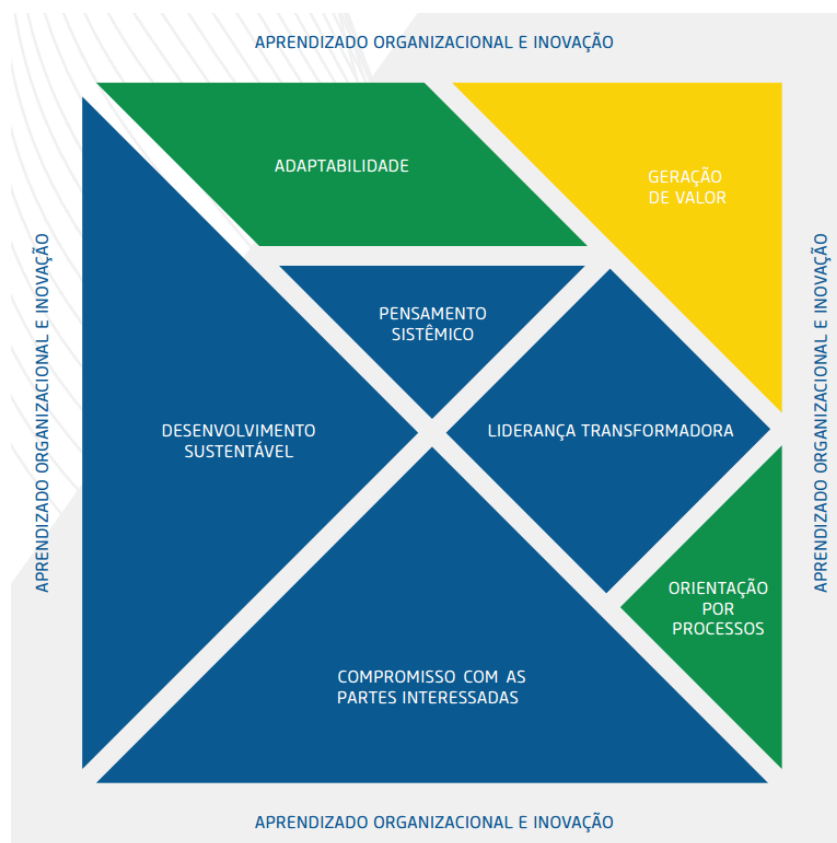 APRENDIZADO ORGANIZACIONAL E INOVAÇÃO
ADAPTABILIDADE
GERAÇÃO
DE VALOR
APRENDIZADO ORGANIZACIONAL E INOVAÇÃO
PENSAMENTO
SISTÊMICO
DESENVOLVIMENTO
SUSTENTÁVEL
LIDERANÇA TRANSFORMADORA
APRENDIZADO ORGANIZACIONAL E INOVAÇÃO
ORIENTAÇÃO
POR
PROCESSOS
COMPROMISSO COM AS
PARTES INTERESSADAS
APRENDIZADO ORGANIZACIONAL E INOVAÇÃO